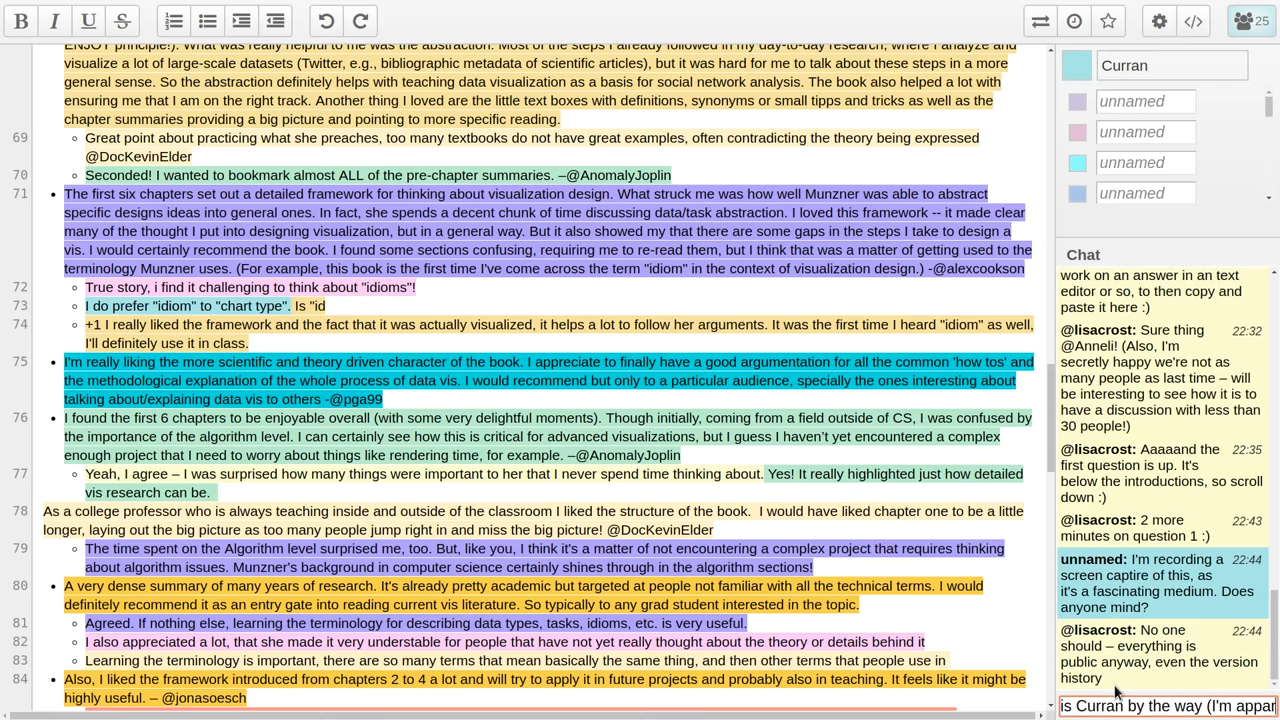 B I U S 25
ENJOY principle!). What was really helpful to me was the abstraction. Most of the steps I already followed in my day-to-day research, where I analyze and
visualize a lot of large-scale datasets (Twitter, e.g., bibliographic metadata of scientific articles), but it was hard for me to talk about these steps in a more
general sense. So the abstraction definitely helps with teaching data visualization as a basis for social network analysis. The book also helped a lot with
ensuring me that I am on the right track. Another thing I loved are the little text boxes with definitions, synonyms or small tipps and tricks as well as the
chapter summaries providing a big picture and pointing to more specific reading.
69 Great point about practicing what she preaches, too many textbooks do not have great examples, often contradicting the theory being expressed
@DocKevinElder
70 Seconded! I wanted to bookmark almost ALL of the pre-chapter summaries. –@AnomalyJoplin
71 The first six chapters set out a detailed framework for thinking about visualization design. What struck me was how well Munzner was able to abstract
specific designs ideas into general ones. In fact, she spends a decent chunk of time discussing data/task abstraction. I loved this framework -- it made clear
many of the thought I put into designing visualization, but in a general way. But it also showed my that there are some gaps in the steps I take to design a
vis. I would certainly recommend the book. I found some sections confusing, requiring me to re-read them, but I think that was a matter of getting used to the
terminology Munzner uses. (For example, this book is the first time I've come across the term "idiom" in the context of visualization design.) -@alexcookson
72 True story, i find it challenging to think about "idioms"!
73 I do prefer "idiom" to "chart type". Is "id
74 +1 I really liked the framework and the fact that it was actually visualized, it helps a lot to follow her arguments. It was the first time I heard "idiom" as well,
I'll definitely use it in class.
75 I'm really liking the more scientific and theory driven character of the book. I appreciate to finally have a good argumentation for all the common 'how tos' and
the methodological explanation of the whole process of data vis. I would recommend but only to a particular audience, specially the ones interesting about
talking about/explaining data vis to others -@pga99
76 I found the first 6 chapters to be enjoyable overall (with some very delightful moments). Though initially, coming from a field outside of CS, I was confused by
the importance of the algorithm level. I can certainly see how this is critical for advanced visualizations, but I guess I haven't yet encountered a complex
enough project that I need to worry about things like rendering time, for example. –@AnomalyJoplin
77 Yeah, I agree – I was surprised how many things were important to her that I never spend time thinking about. Yes! It really highlighted just how detailed
vis research can be.
78 As a college professor who is always teaching inside and outside of the classroom I liked the structure of the book.  I would have liked chapter one to be a little
longer, laying out the big picture as too many people jump right in and miss the big picture! @DocKevinElder
79 The time spent on the Algorithm level surprised me, too. But, like you, I think it's a matter of not encountering a complex project that requires thinking
about algorithm issues. Munzner's background in computer science certainly shines through in the algorithm sections!
80 A very dense summary of many years of research. It's already pretty academic but targeted at people not familiar with all the technical terms. I would
definitely recommend it as an entry gate into reading current vis literature. So typically to any grad student interested in the topic.
81 Agreed. If nothing else, learning the terminology for describing data types, tasks, idioms, etc. is very useful.
82 I also appreciated a lot, that she made it very understandable for people that have not yet really thought about the theory or details behind it
83 Learning the terminology is important, there are so many terms that mean basically the same thing, and then other terms that people use in
84 Also, I liked the framework introduced from chapters 2 to 4 a lot and will try to apply it in future projects and probably also in teaching. It feels like it might be
highly useful. – @jonasoesch
Curran
unnamed
unnamed
unnamed
unnamed
Chat
work on an answer in an text
editor or so, to then copy and
paste it here :)
@lisacrost: Sure thing 22:32
@Anneli! (Also, I'm
secretly happy we're not as
many people as last time – will
be interesting to see how it is to
have a discussion with less than
30 people!)
@lisacrost: Aaaaand the 22:35
first question is up. It's
below the introductions, so scroll
down :)
@lisacrost: 2 more 22:43
minutes on question 1 :)
unnamed: I'm recording a 22:44
screen captire of this, as
it's a fascinating medium. Does
anyone mind?
@lisacrost: No one 22:44
should – everything is
public anyway, even the version
history
is Curran by the way (I'm appar